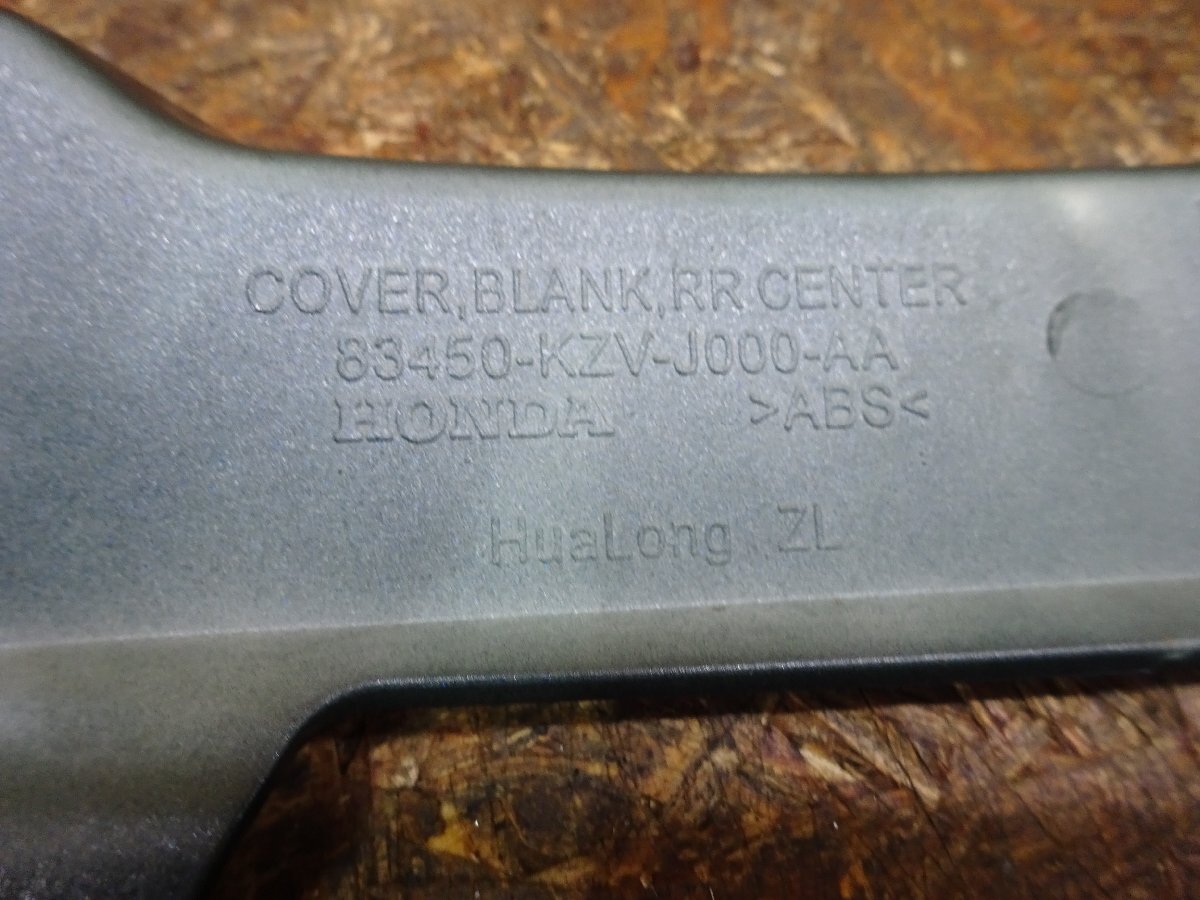 COVER,BLANK,RR CENTER
83450-KZV-J000-AA
HONDA >ABS<
HuaLong ZL